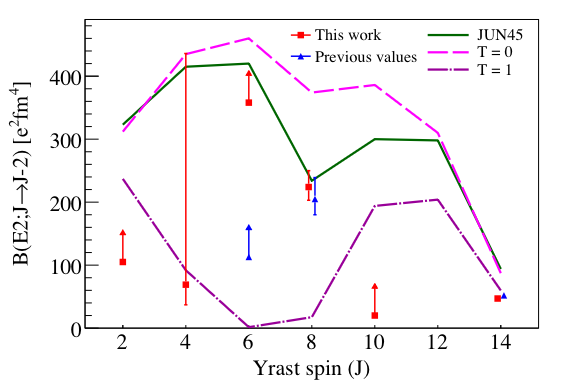 This work
Previous values
JUN45
T = 0
T = 1
B(E2;J→J-2) [e²fm⁴]
400
300
200
100
0
2 4 6 8 10 12 14
Yrast spin (J)